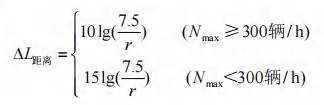 ΔL距离 = { 10lg(7.5/r) (Nmax ≥300辆/h)
15lg(7.5/r) (Nmax<300辆/h)